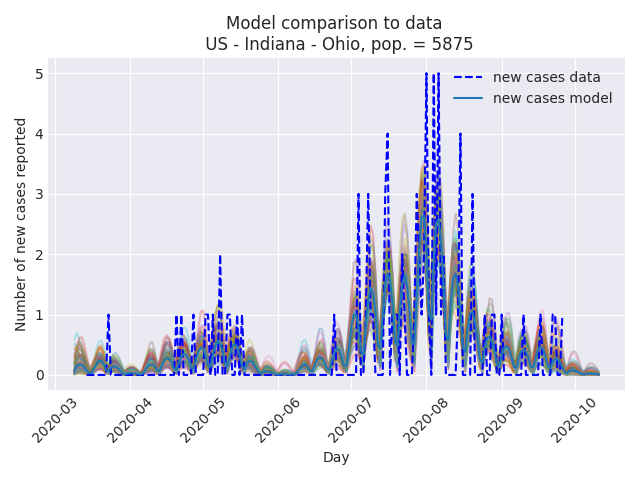 Model comparison to data
US - Indiana - Ohio, pop. = 5875
new cases data
new cases model
Number of new cases reported
5
4
3
2
1
0
2020-03
2020-04
2020-05
2020-06
2020-07
2020-08
2020-09
2020-10
Day